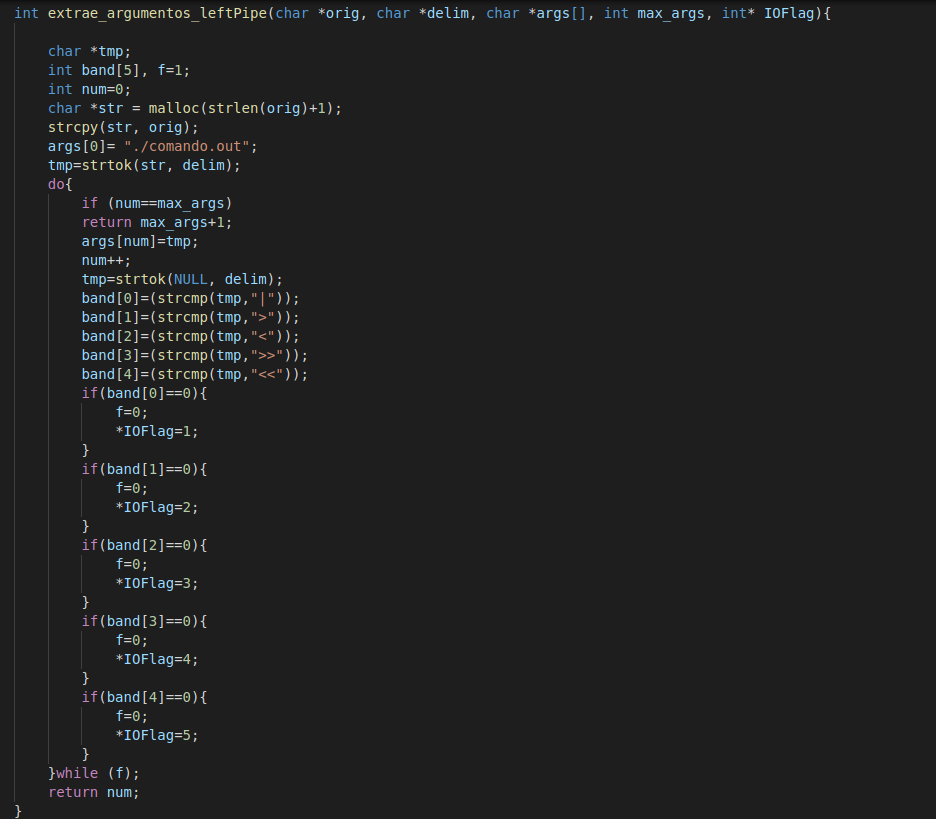 int extrae_argumentos_leftPipe(char *orig, char *delim, char *args[], int max_args, int* IOFlag){
char *tmp;
int band[5], f=1;
int num=0;
char *str = malloc(strlen(orig)+1);
strcpy(str, orig);
args[0]= "./comando.out";
tmp=strtok(str, delim);
do{
if (num==max_args)
return max_args+1;
args[num]=tmp;
num++;
tmp=strtok(NULL, delim);
band[0]=(strcmp(tmp,"|"));
band[1]=(strcmp(tmp,">"));
band[2]=(strcmp(tmp,"<"));
band[3]=(strcmp(tmp,">>"));
band[4]=(strcmp(tmp,"<<"));
if(band[0]==0){
f=0;
*IOFlag=1;
}
if(band[1]==0){
f=0;
*IOFlag=2;
}
if(band[2]==0){
f=0;
*IOFlag=3;
}
if(band[3]==0){
f=0;
*IOFlag=4;
}
if(band[4]==0){
f=0;
*IOFlag=5;
}
}while (f);
return num;
}